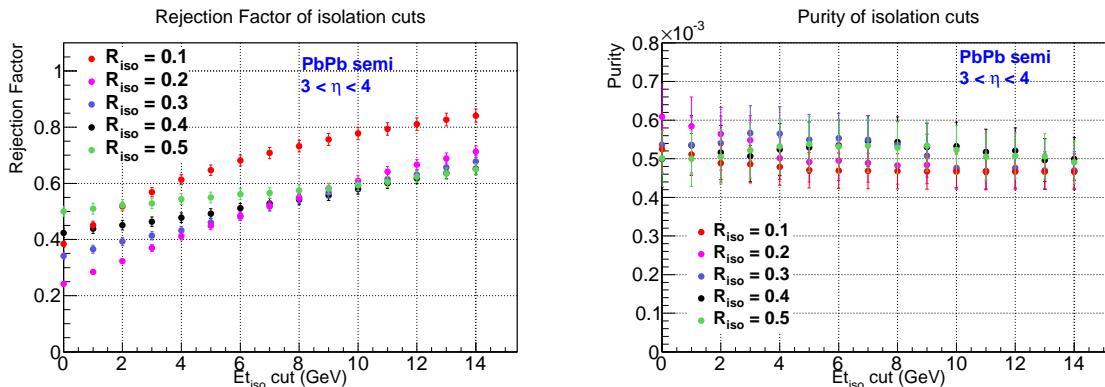 Rejection Factor of isolation cuts
Rejection Factor
1
0.8
0.6
0.4
0.2
0
R_iso = 0.1
R_iso = 0.2
R_iso = 0.3
R_iso = 0.4
R_iso = 0.5
PbPb semi
3 < η < 4
0 2 4 6 8 10 12 14
Et_iso cut (GeV)
Purity of isolation cuts
×10⁻³
Purity
0.8
0.7
0.6
0.5
0.4
0.3
0.2
0.1
0
PbPb semi
3 < η < 4
R_iso = 0.1
R_iso = 0.2
R_iso = 0.3
R_iso = 0.4
R_iso = 0.5
0 2 4 6 8 10 12 14
Et_iso cut (GeV)